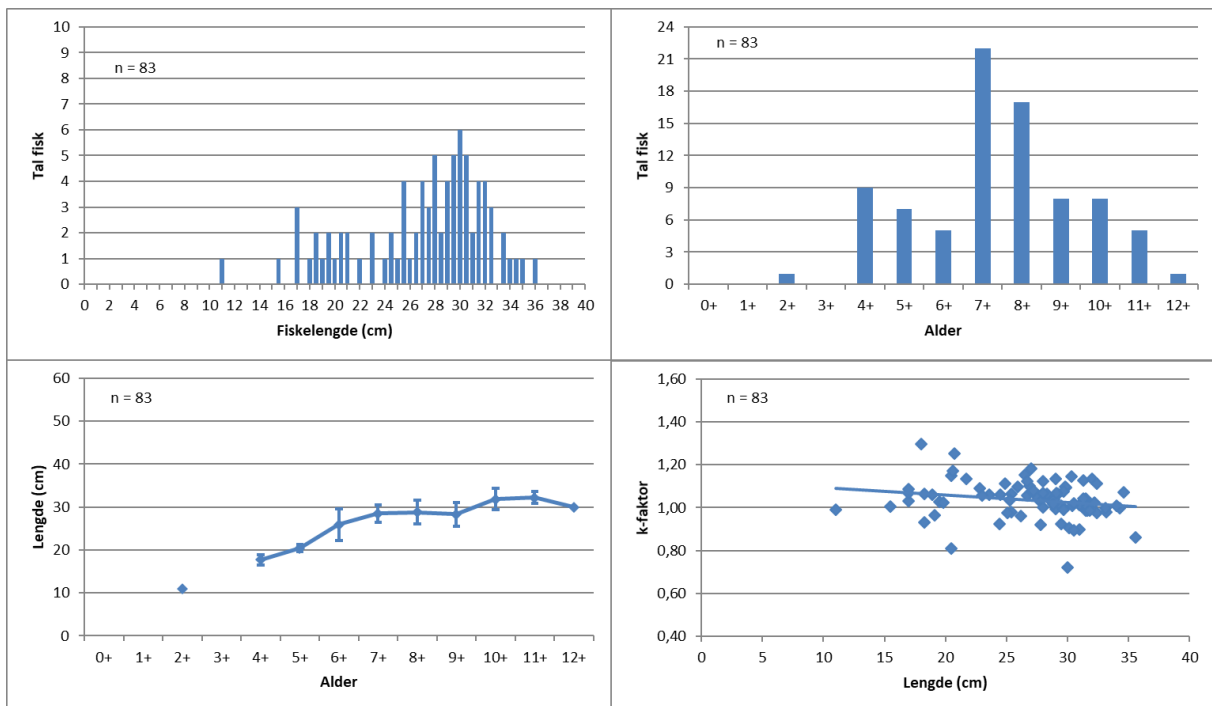 10
9
8
7
6
5
4
3
2
1
0
Tal fisk
n = 83
0 2 4 6 8 10 12 14 16 18 20 22 24 26 28 30 32 34 36 38 40
Fiskelengde (cm)
24
21
18
15
12
9
6
3
0
Tal fisk
n = 83
0+ 1+ 2+ 3+ 4+ 5+ 6+ 7+ 8+ 9+ 10+ 11+ 12+
Alder
60
50
40
30
20
10
0
Lengde (cm)
n = 83
0+ 1+ 2+ 3+ 4+ 5+ 6+ 7+ 8+ 9+ 10+ 11+ 12+
Alder
1,60
1,40
1,20
1,00
0,80
0,60
0,40
k-faktor
n = 83
0 5 10 15 20 25 30 35 40
Lengde (cm)